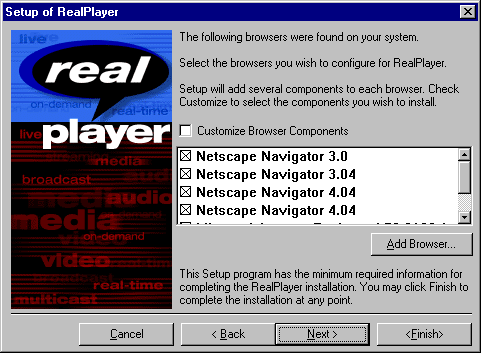 Setup of RealPlayer
live
real
on-demand
real-time
live
player
media
broadcast
audio
media
on-demand
video
broadcast
real-time
multicast
The following browsers were found on your system.
Select the browsers you wish to configure for RealPlayer.
Setup will add several components to each browser. Check
Customize to select the components you wish to install.
Customize Browser Components
Netscape Navigator 3.0
Netscape Navigator 3.04
Netscape Navigator 4.04
Netscape Navigator 4.04
Add Browser...
This Setup program has the minimum required information for
completing the RealPlayer installation. You may click Finish to
complete the installation at any point.
Cancel
< Back
Next >
<Finish>